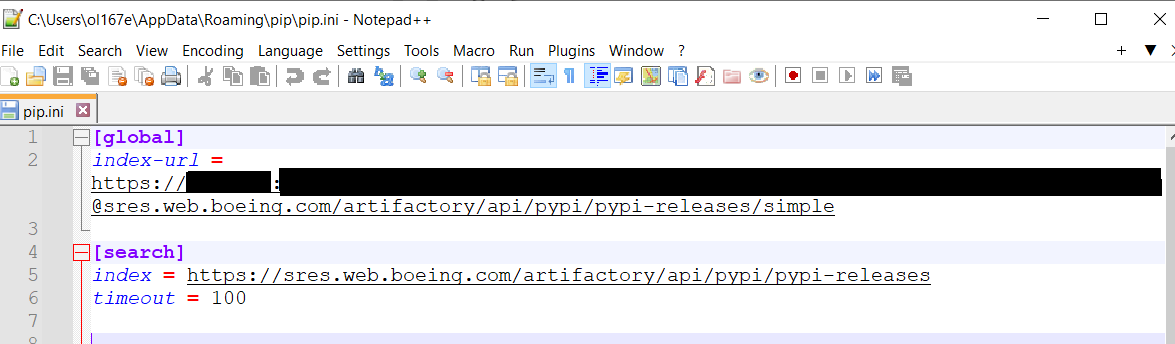 C:\Users\ol167e\AppData\Roaming\pip\pip.ini - Notepad++
File Edit Search View Encoding Language Settings Tools Macro Run Plugins Window ? + ▼ ✕
pip.ini
1 [global]
2 index-url =
https://
:
@sres.web.boeing.com/artifactory/api/pypi/pypi-releases/simple
3
4 [search]
5 index = https://sres.web.boeing.com/artifactory/api/pypi/pypi-releases
6 timeout = 100
7
8